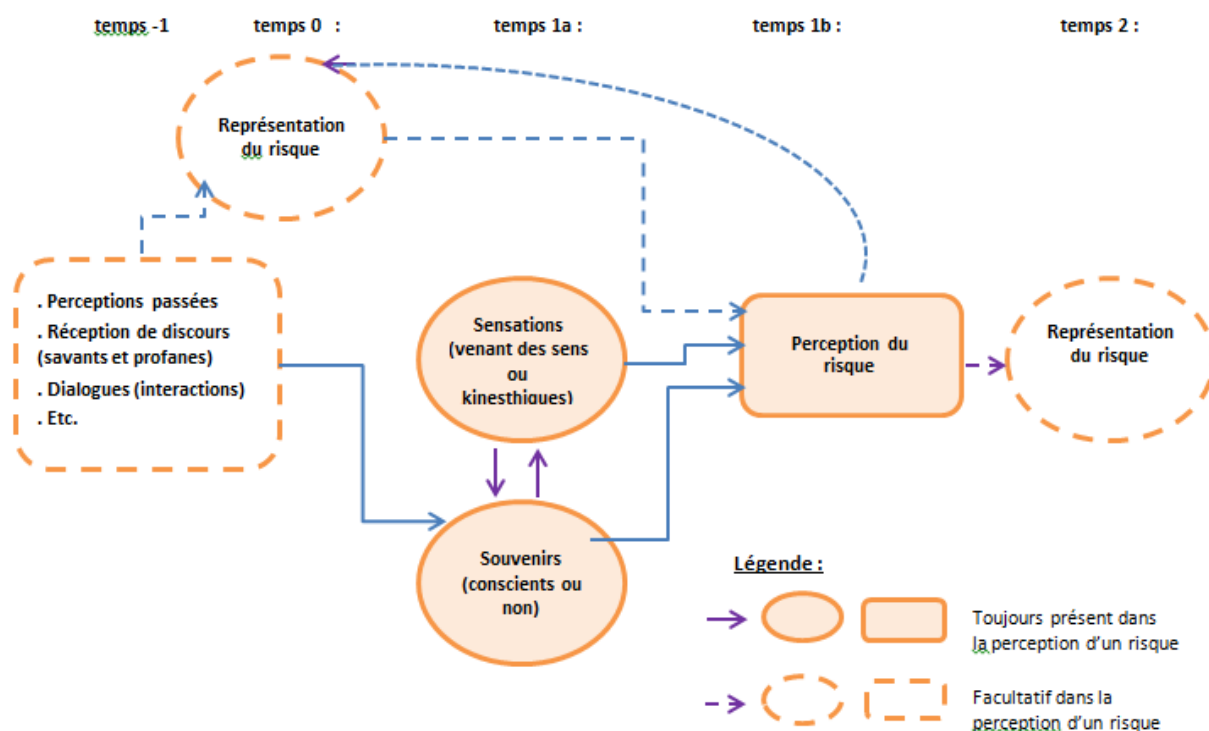 temps -1
temps 0 :
temps 1a :
temps 1b :
temps 2 :
Représentation
du risque
. Perceptions passées
. Réception de discours
(savants et profanes)
. Dialogues (interactions)
. Etc.
Sensations
(venant des sens
ou
kinesthiques)
Perception du
risque
Représentation
du risque
Souvenirs
(conscients ou
non)
Légende :
Toujours présent dans
la perception d'un risque
Facultatif dans la
perception d'un risque